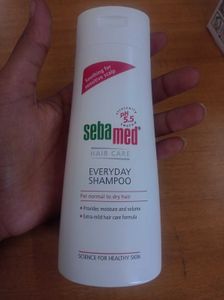 Soothing for
sensitive scalp
pH
5.5
sebamed®
HAIR CARE
EVERYDAY
SHAMPOO
For normal to dry hair
• Provides moisture and volume
• Extra-mild hair care formula
SCIENCE FOR HEALTHY SKIN